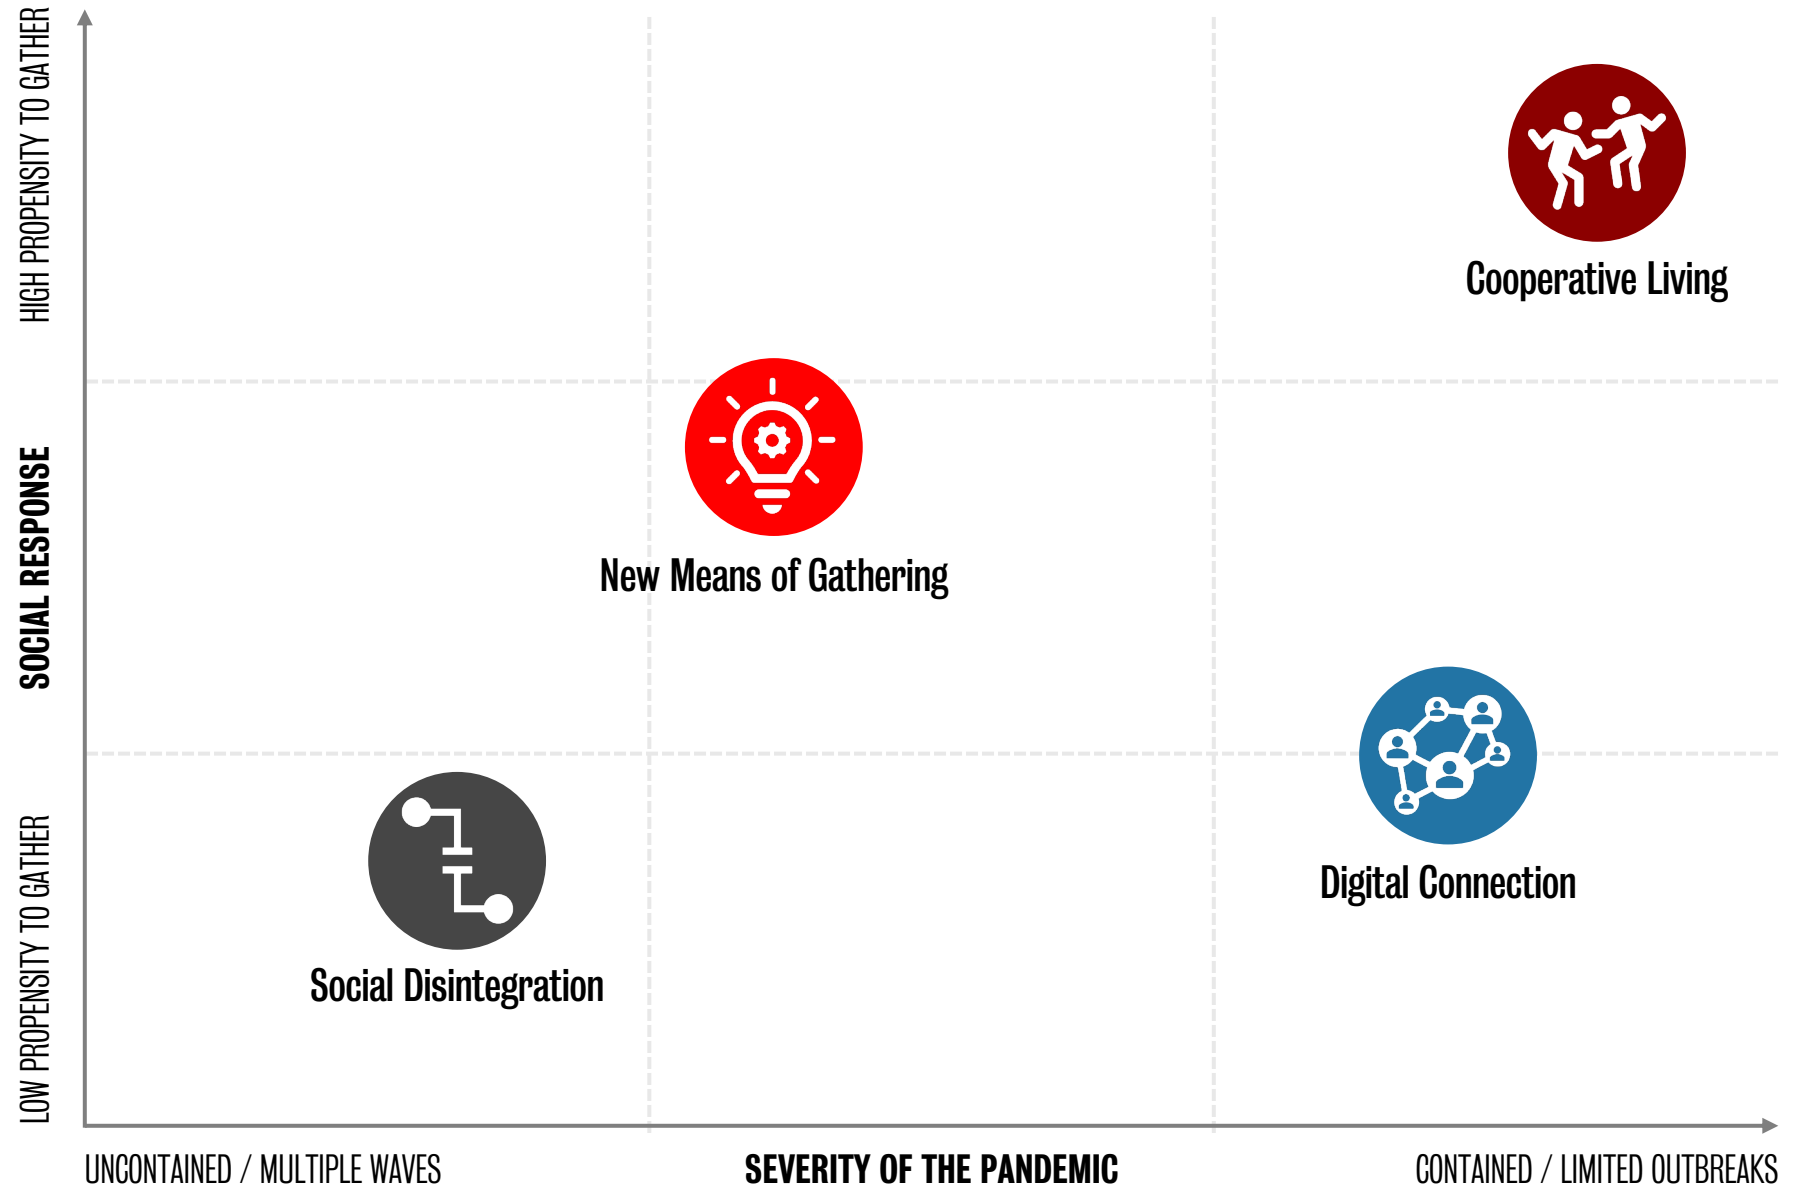 HIGH PROPENSITY TO GATHER
SOCIAL RESPONSE
LOW PROPENSITY TO GATHER
Cooperative Living
New Means of Gathering
Digital Connection
Social Disintegration
UNCONTAINED / MULTIPLE WAVES
SEVERITY OF THE PANDEMIC
CONTAINED / LIMITED OUTBREAKS